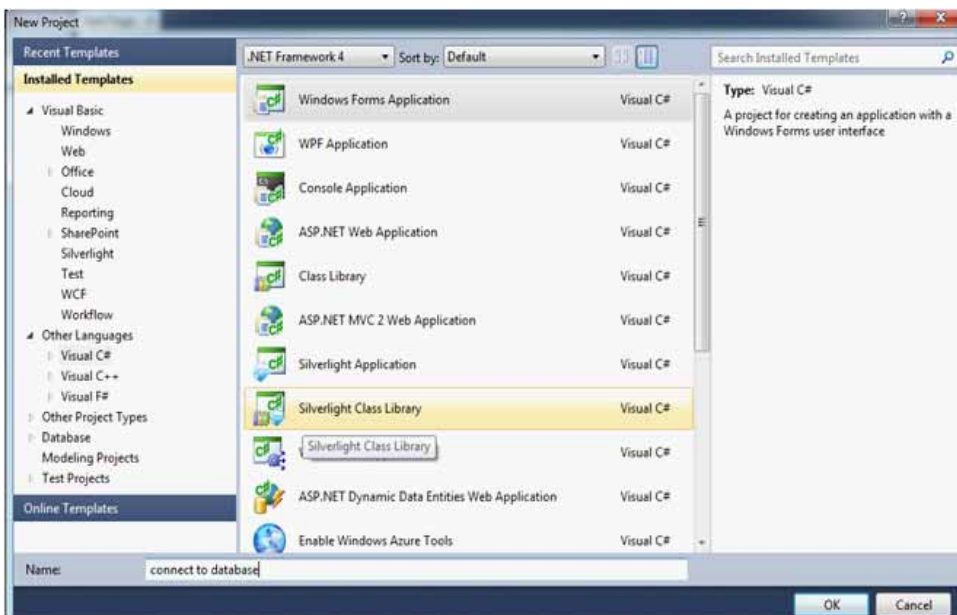 New Project
Recent Templates
Installed Templates
Visual Basic
Windows
Web
Office
Cloud
Reporting
SharePoint
Silverlight
Test
WCF
Workflow
Other Languages
Visual C#
Visual C++
Visual F#
Other Project Types
Database
Modeling Projects
Test Projects
Online Templates
.NET Framework 4 Sort by: Default
Windows Forms Application Visual C#
WPF Application Visual C#
Console Application Visual C#
ASP.NET Web Application Visual C#
Class Library Visual C#
ASP.NET MVC 2 Web Application Visual C#
Silverlight Application Visual C#
Silverlight Class Library Visual C#
Silverlight Class Library Visual C#
ASP.NET Dynamic Data Entities Web Application Visual C#
Enable Windows Azure Tools Visual C#
Search Installed Templates
Type: Visual C#
A project for creating an application with a
Windows Forms user interface
Name: connect to database
OK Cancel